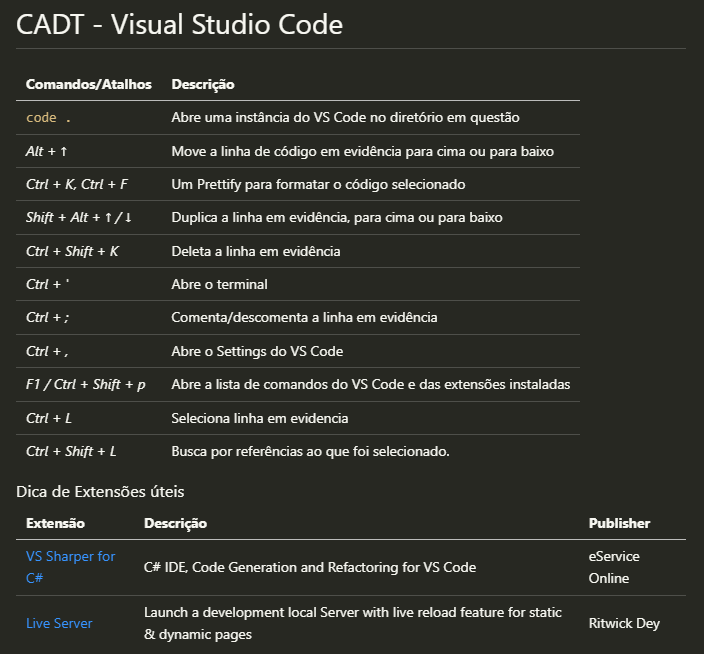 CADT - Visual Studio Code
Comandos/Atalhos Descrição
code . Abre uma instância do VS Code no diretório em questão
Alt + ↑ Move a linha de código em evidência para cima ou para baixo
Ctrl + K, Ctrl + F Um Prettify para formatar o código selecionado
Shift + Alt + ↑ / ↓ Duplica a linha em evidência, para cima ou para baixo
Ctrl + Shift + K Deleta a linha em evidência
Ctrl + ' Abre o terminal
Ctrl + ; Comenta/descomenta a linha em evidência
Ctrl + , Abre o Settings do VS Code
F1 / Ctrl + Shift + p Abre a lista de comandos do VS Code e das extensões instaladas
Ctrl + L Seleciona linha em evidencia
Ctrl + Shift + L Busca por referências ao que foi selecionado.
Dica de Extensões úteis
Extensão Descrição Publisher
VS Sharper for
C# C# IDE, Code Generation and Refactoring for VS Code eService
Online
Live Server Launch a development local Server with live reload feature for static
& dynamic pages Ritwick Dey